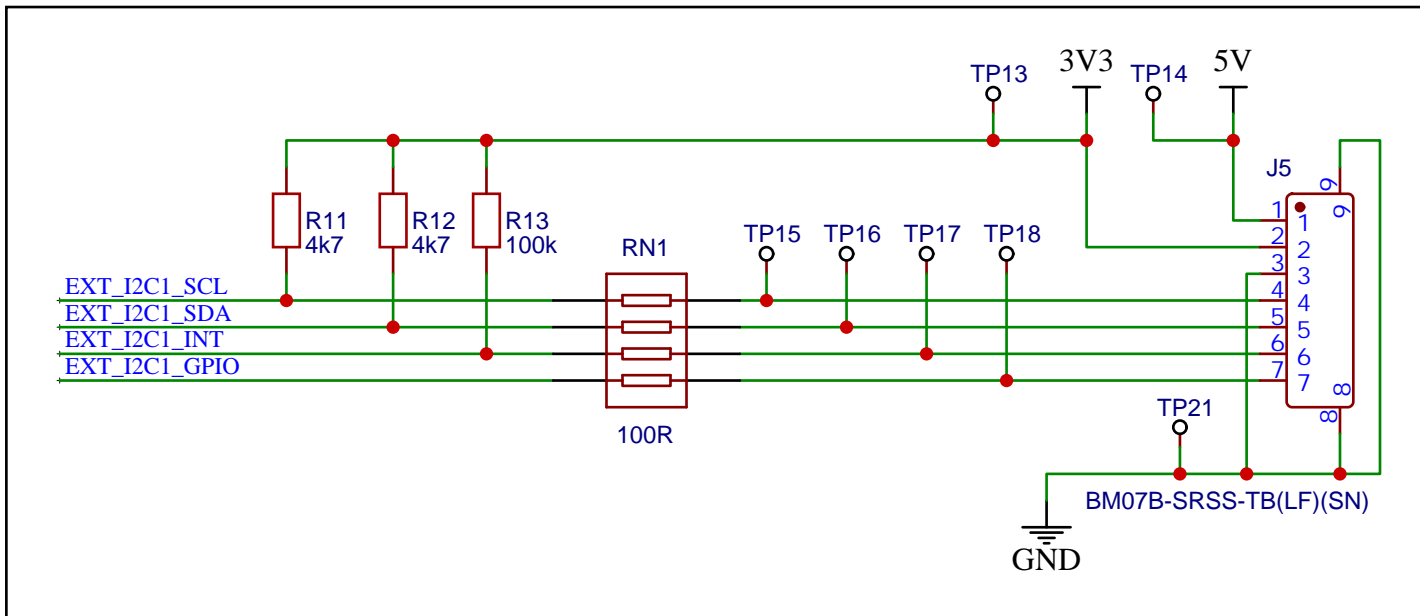 3V3
5V
TP13
TP14
J5
R11
4k7
R12
4k7
R13
100k
RN1
TP15
TP16
TP17
TP18
9
9
1
1
2
2
3
3
4
4
5
5
6
6
7
7
8
8
EXT_I2C1_SCL
EXT_I2C1_SDA
EXT_I2C1_INT
EXT_I2C1_GPIO
100R
TP21
BM07B-SRSS-TB(LF)(SN)
GND